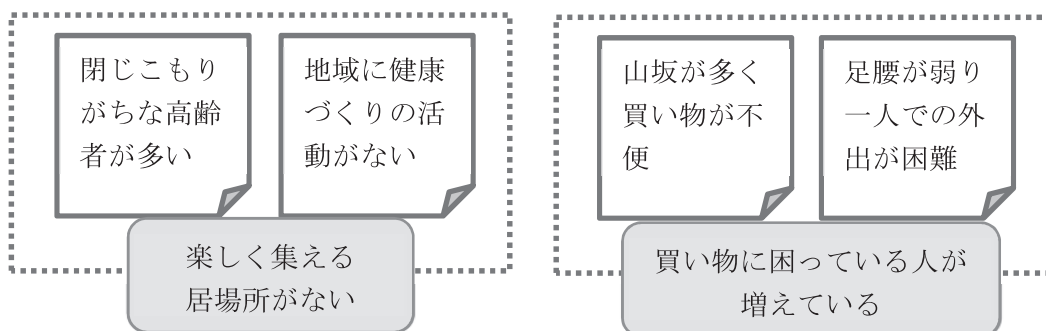 閉じこもり
がちな高齢
者が多い
地域に健康
づくりの活
動がない
楽しく集える
居場所がない
山坂が多く
買い物が不
便
足腰が弱り
一人での外
出が困難
買い物に困っている人が
増えている